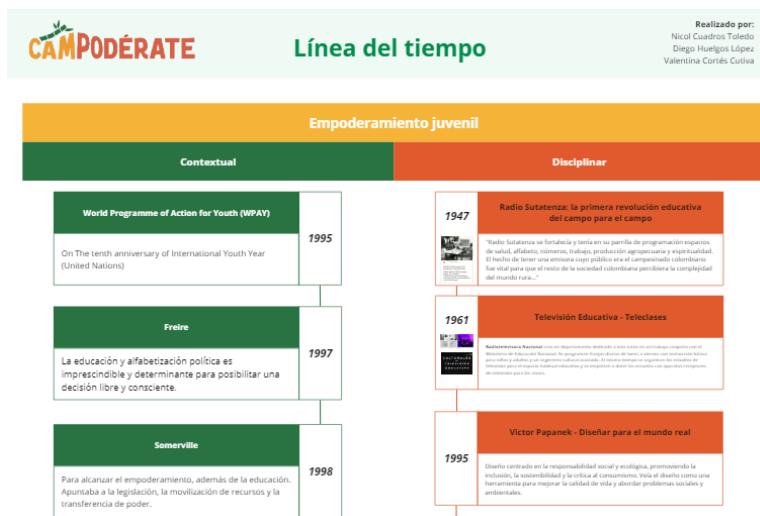 CAMPODÉRATE
Línea del tiempo
Realizado por:
Nicol Cuadros Toledo
Diego Huelgos López
Valentina Cortés Cutiva
Empoderamiento juvenil
Contextual
Disciplinar
World Programme of Action for Youth (WPAY)
1995
On The tenth anniversary of International Youth Year
(United Nations)
Freire
1997
La educación y alfabetización política es
imprescindible y determinante para posibilitar una
decisión libre y consciente.
Somerville
1998
Para alcanzar el empoderamiento, además de la educación.
Apuntaba a la legislación, la movilización de recursos y la
transferencia de poder.
1947
Radio Sutatenza: la primera revolución educativa
del campo para el campo
"Radio Sutatenza se fortalecía y tenía en su parrilla de programación espacios
de salud, alfabeto, números, trabajo, producción agropecuaria y espiritualidad.
El hecho de tener una emisora cuyo público era el campesinado colombiano
fue vital para que el resto de la sociedad colombiana percibiera la complejidad
del mundo rura..."
1961
Televisión Educativa - Teleclases
Radiotelevisora Nacional
1995
Victor Papanek - Diseñar para el mundo real
Diseño centrado en la responsabilidad social y ecológica, promoviendo la
inclusión, la sostenibilidad y la crítica al consumismo. Veía el diseño como una
herramienta para mejorar la calidad de vida y abordar problemas sociales y
ambientales.